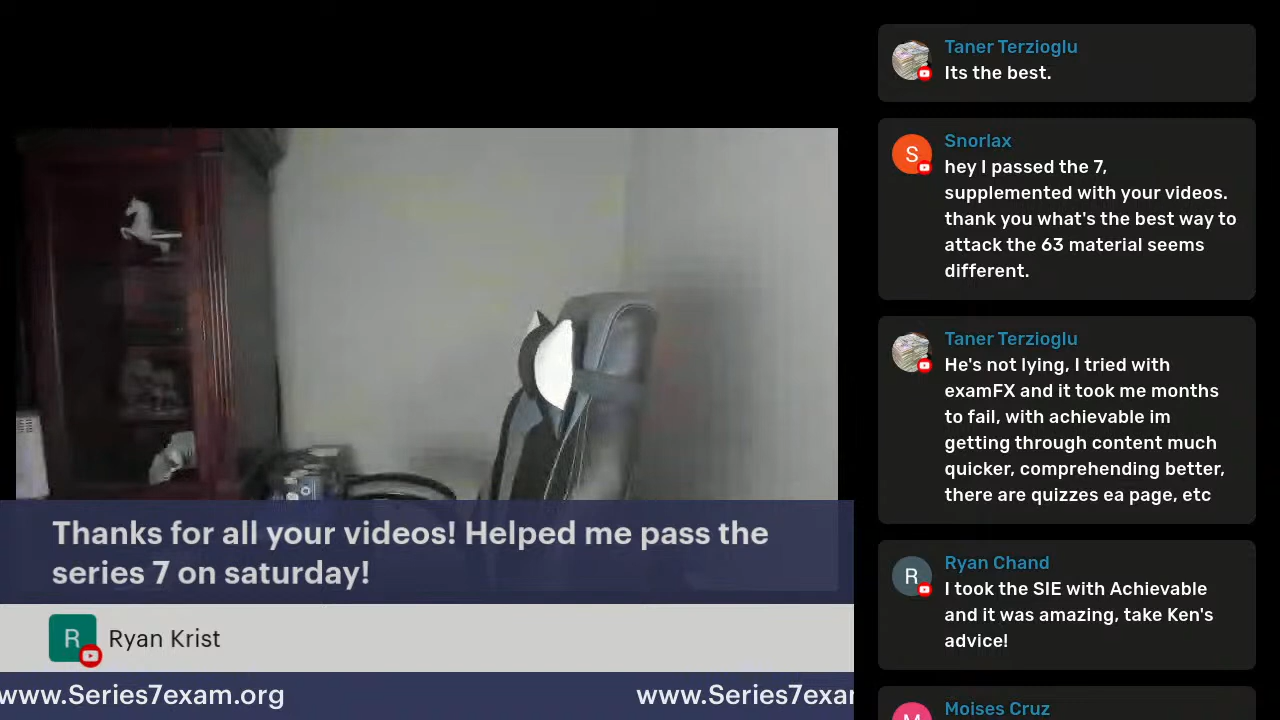 Thanks for all your videos! Helped me pass the
series 7 on saturday!
R
Ryan Krist
www.Series7exam.org
www.Series7exa
Taner Terzioglu
Its the best.
S
Snorlax
hey I passed the 7,
supplemented with your videos.
thank you what's the best way to
attack the 63 material seems
different.
Taner Terzioglu
He's not lying, I tried with
examFX and it took me months
to fail, with achievable im
getting through content much
quicker, comprehending better,
there are quizzes ea page, etc
R
Ryan Chand
I took the SIE with Achievable
and it was amazing, take Ken's
advice!
M
Moises Cruz